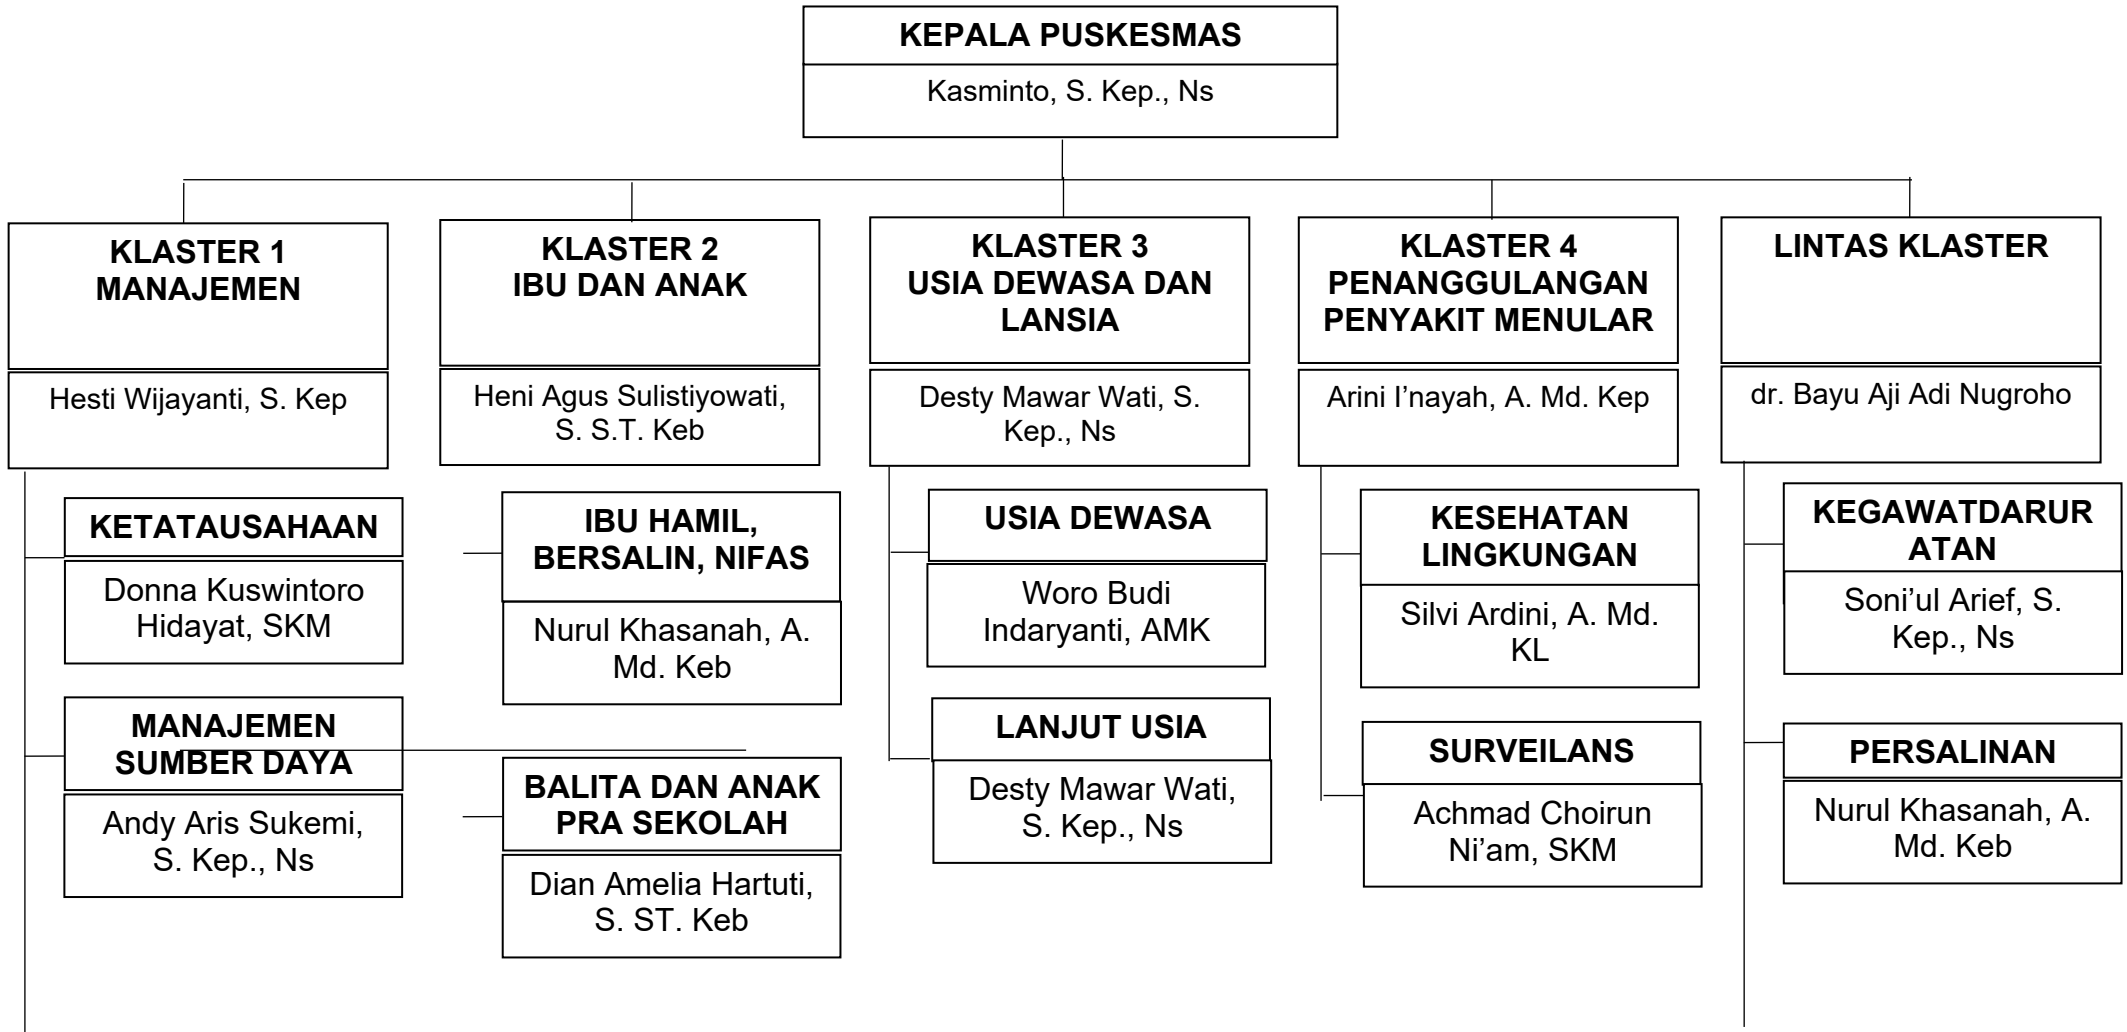 KEPALA PUSKESMAS
Kasminto, S. Kep., Ns
KLASTER 1
MANAJEMEN
Hesti Wijayanti, S. Kep
KLASTER 2
IBU DAN ANAK
Heni Agus Sulistiyowati,
S. S.T. Keb
KLASTER 3
USIA DEWASA DAN
LANSIA
Desty Mawar Wati, S.
Kep., Ns
KLASTER 4
PENANGGULANGAN
PENYAKIT MENULAR
Arini I’nayah, A. Md. Kep
LINTAS KLASTER
dr. Bayu Aji Adi Nugroho
KETATAUSAHAAN
Donna Kuswintoro
Hidayat, SKM
MANAJEMEN
SUMBER DAYA
Andy Aris Sukemi,
S. Kep., Ns
IBU HAMIL,
BERSALIN, NIFAS
Nurul Khasanah, A.
Md. Keb
BALITA DAN ANAK
PRA SEKOLAH
Dian Amelia Hartuti,
S. ST. Keb
USIA DEWASA
Woro Budi
Indaryanti, AMK
LANJUT USIA
Desty Mawar Wati,
S. Kep., Ns
KESEHATAN
LINGKUNGAN
Silvi Ardini, A. Md.
KL
SURVEILANS
Achmad Choirun
Ni’am, SKM
KEGAWATDARUR
ATAN
Soni’ul Arief, S.
Kep., Ns
PERSALINAN
Nurul Khasanah, A.
Md. Keb